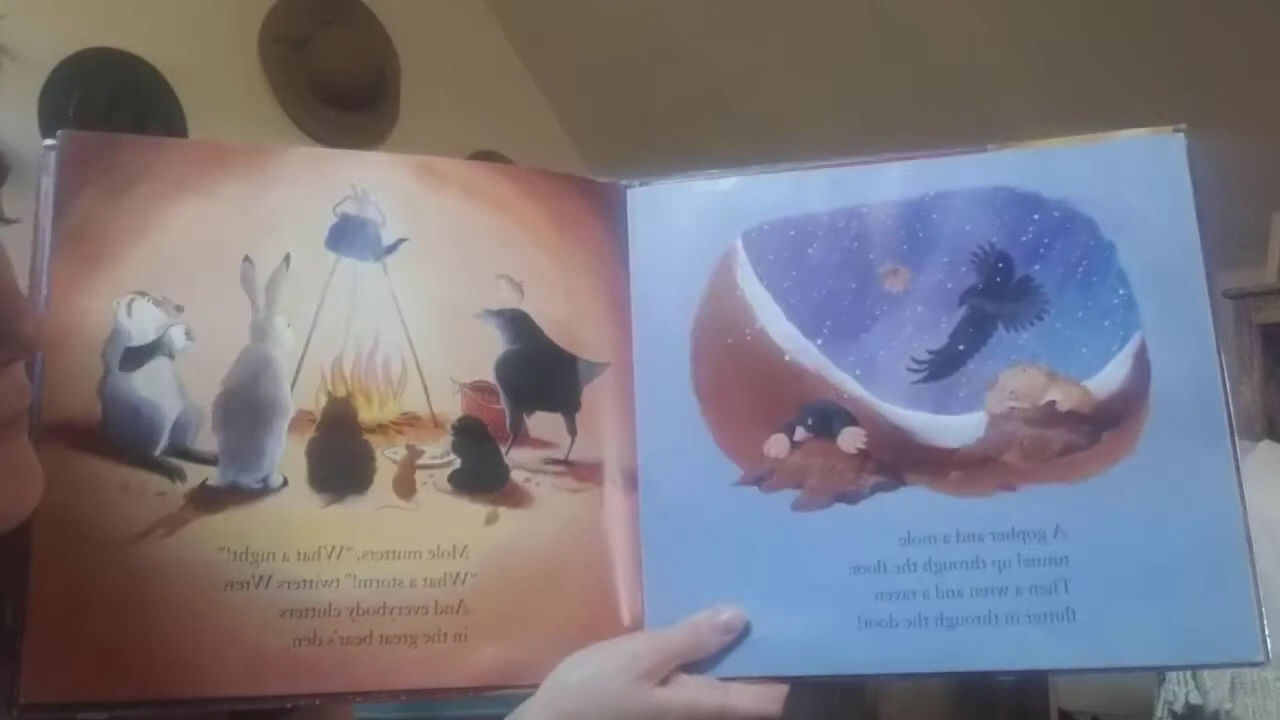 A gopher and a mole
tunnel up through the floor.
Then a wren and a raven
flutter in through the door!
Mole mutters, "What a night!"
"What a storm!" twitters Wren.
And everybody clutters
in the great bear's den.